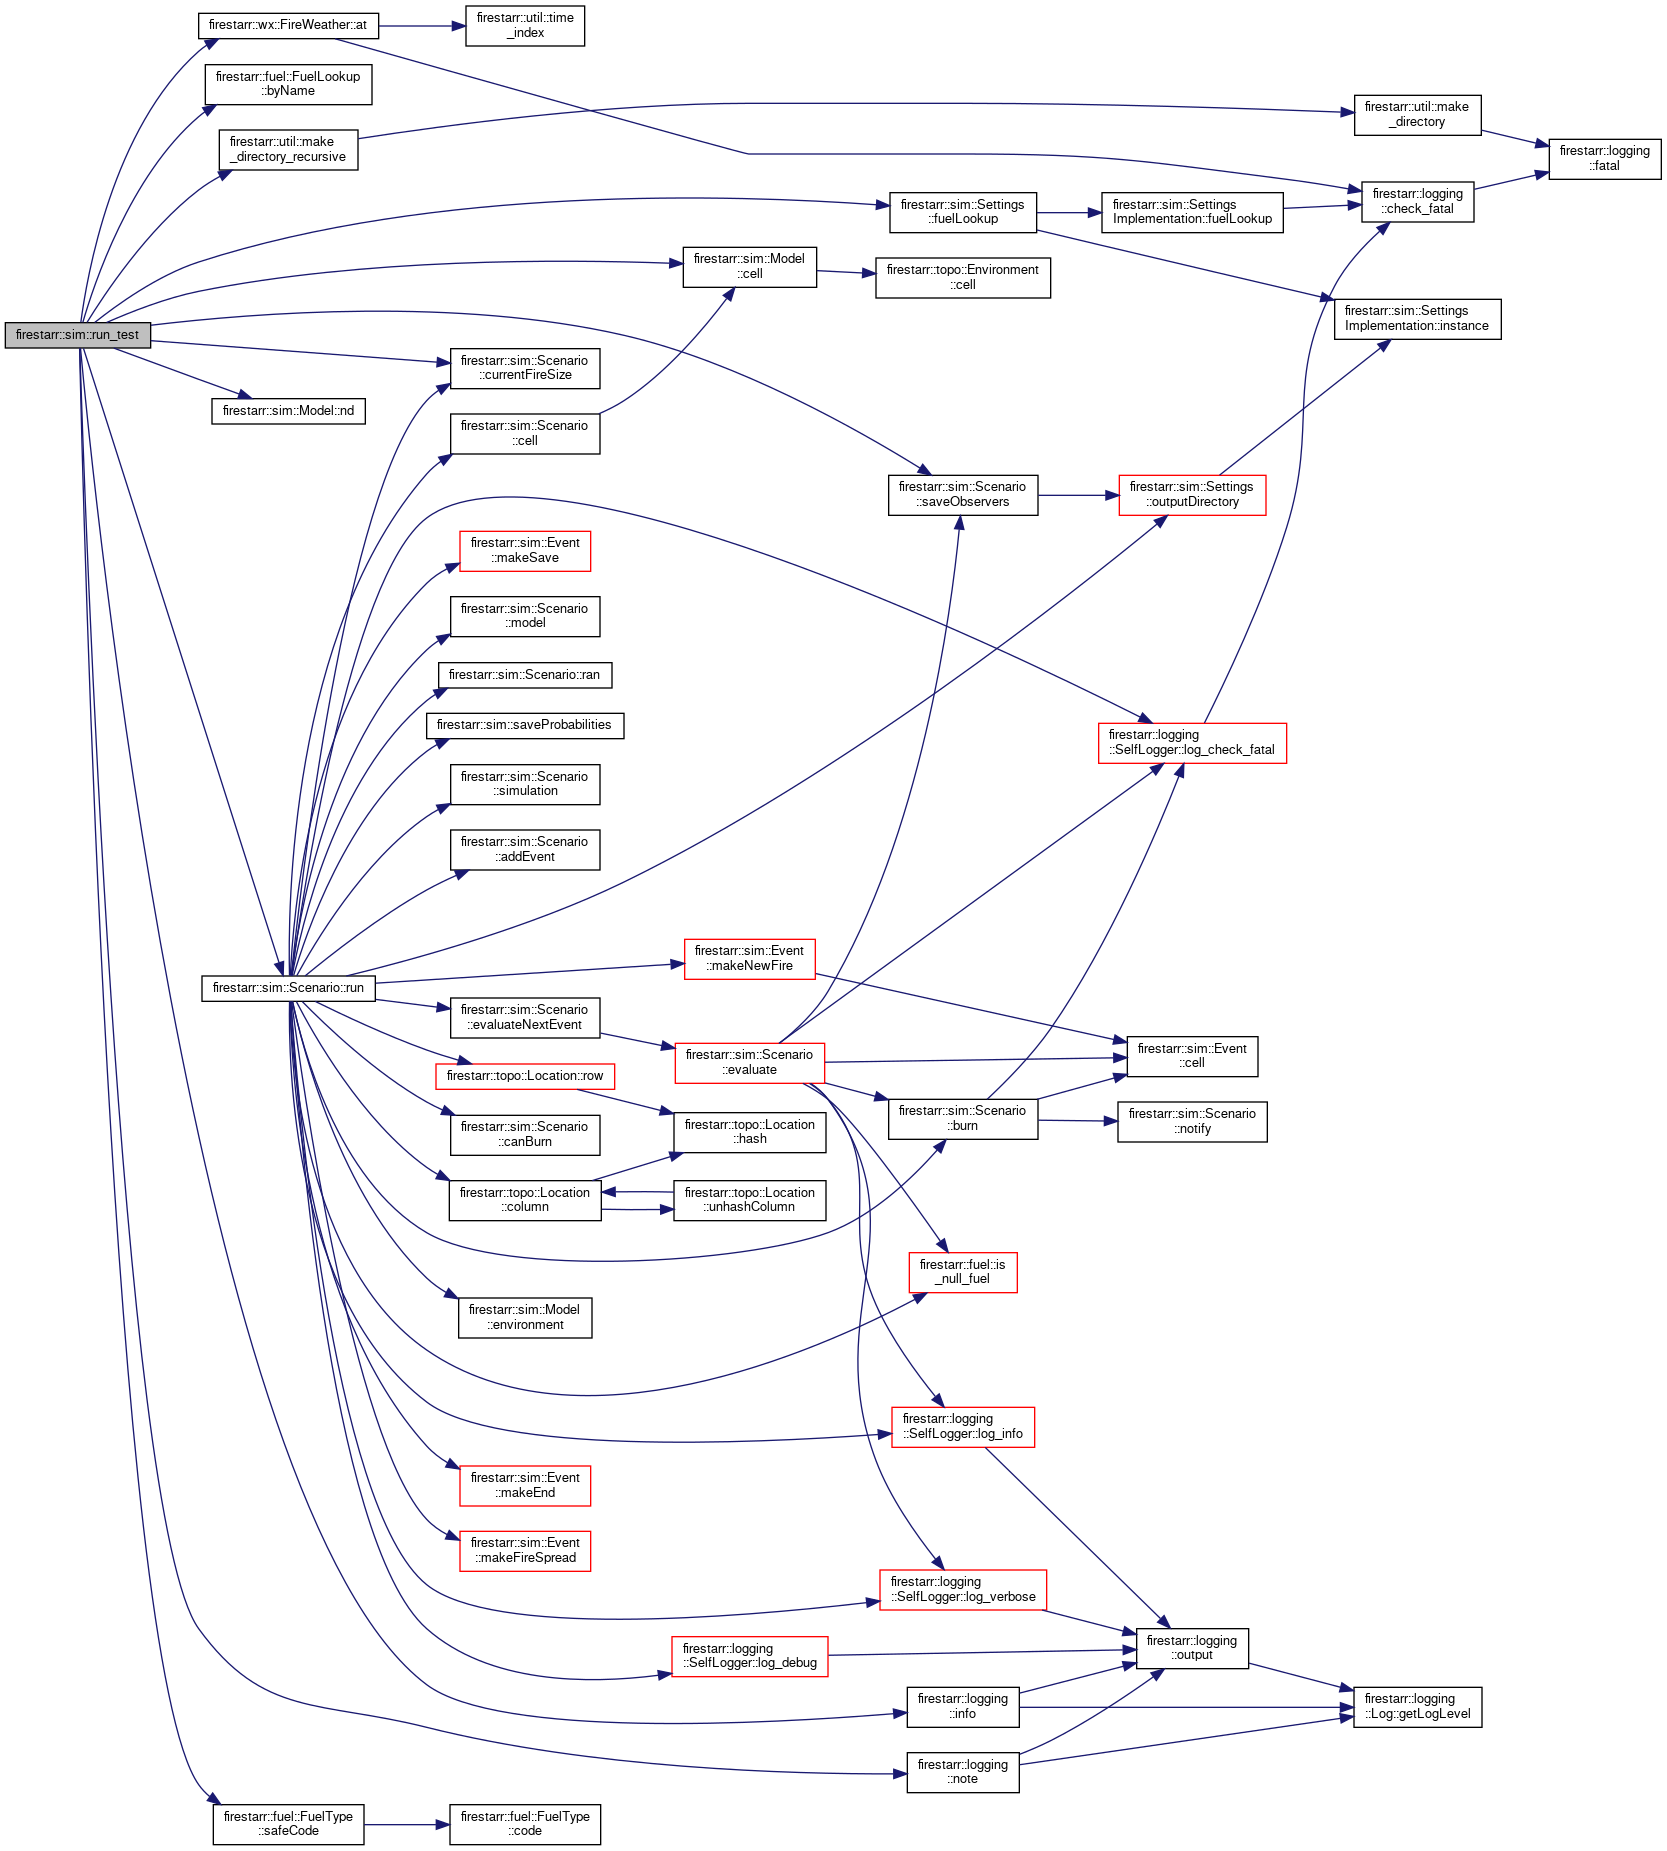 firestarr::sim::run_test
firestarr::wx::FireWeather::at
firestarr::util::time
_index
firestarr::fuel::FuelLookup
::byName
firestarr::util::make
_directory_recursive
firestarr::util::make
_directory
firestarr::logging
::fatal
firestarr::logging
::check_fatal
firestarr::sim::Settings
::fuelLookup
firestarr::sim::Settings
Implementation::fuelLookup
firestarr::sim::Model
::cell
firestarr::topo::Environment
::cell
firestarr::sim::Settings
Implementation::instance
firestarr::sim::Scenario
::currentFireSize
firestarr::sim::Model::nd
firestarr::sim::Scenario
::cell
firestarr::sim::Scenario
::saveObservers
firestarr::sim::Settings
::outputDirectory
firestarr::sim::Event
::makeSave
firestarr::sim::Scenario
::model
firestarr::sim::Scenario::ran
firestarr::sim::saveProbabilities
firestarr::logging
::SelfLogger::log_check_fatal
firestarr::sim::Scenario
::simulation
firestarr::sim::Scenario
::addEvent
firestarr::sim::Scenario::run
firestarr::sim::Event
::makeNewFire
firestarr::sim::Scenario
::evaluateNextEvent
firestarr::sim::Scenario
::evaluate
firestarr::sim::Event
::cell
firestarr::topo::Location::row
firestarr::sim::Scenario
::burn
firestarr::sim::Scenario
::notify
firestarr::sim::Scenario
::canBurn
firestarr::topo::Location
::hash
firestarr::topo::Location
::column
firestarr::topo::Location
::unhashColumn
firestarr::fuel::is
_null_fuel
firestarr::sim::Model
::environment
firestarr::logging
::SelfLogger::log_info
firestarr::sim::Event
::makeEnd
firestarr::sim::Event
::makeFireSpread
firestarr::logging
::SelfLogger::log_verbose
firestarr::logging
::SelfLogger::log_debug
firestarr::logging
::output
firestarr::logging
::info
firestarr::logging
::Log::getLogLevel
firestarr::logging
::note
firestarr::fuel::FuelType
::safeCode
firestarr::fuel::FuelType
::code